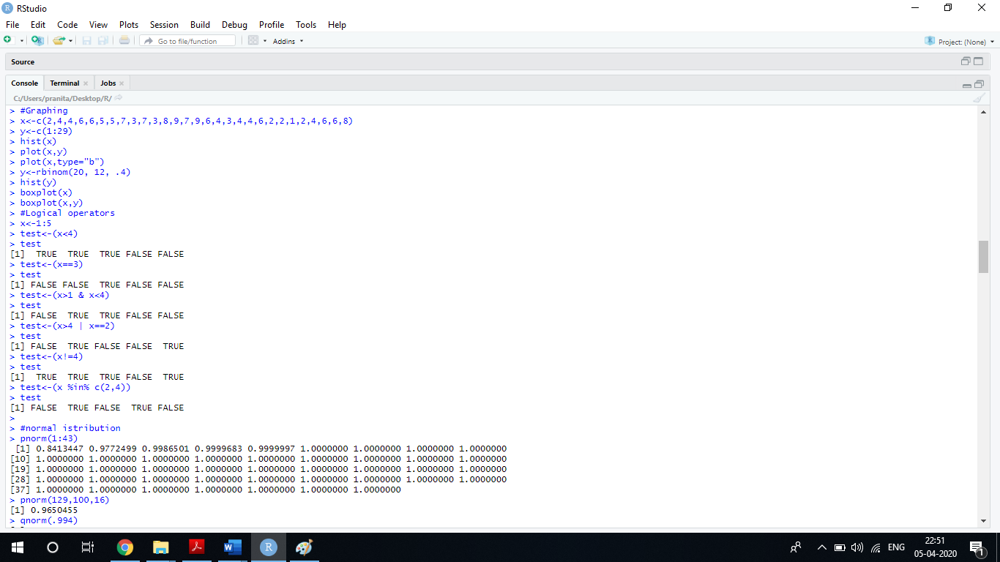 RStudio
File Edit Code View Plots Session Build Debug Profile Tools Help
Go to file/function Addins Project: (None)
Source
Console Terminal Jobs
C:/Users/pranita/Desktop/R/
> #Graphing
> x<-c(2,4,4,6,6,5,5,7,3,7,3,8,9,7,9,6,4,3,4,4,6,2,2,1,2,4,6,6,8)
> y<-c(1:29)
> hist(x)
> plot(x,y)
> plot(x,type="b")
> y<-rbinom(20, 12, .4)
> hist(y)
> boxplot(x)
> boxplot(x,y)
> #Logical operators
> x<-1:5
> test<-(x<4)
> test
[1]  TRUE  TRUE  TRUE FALSE FALSE
> test<-(x==3)
> test
[1] FALSE FALSE  TRUE FALSE FALSE
> test<-(x>1 & x<4)
> test
[1] FALSE  TRUE  TRUE FALSE FALSE
> test<-(x>4 | x==2)
> test
[1] FALSE  TRUE FALSE FALSE  TRUE
> test<-(x!=4)
> test
[1]  TRUE  TRUE  TRUE FALSE  TRUE
> test<-(x %in% c(2,4))
> test
[1] FALSE  TRUE FALSE  TRUE FALSE
>
> #normal istribution
> pnorm(1:43)
 [1] 0.8413447 0.9772499 0.9986501 0.9999683 0.9999997 1.0000000 1.0000000 1.0000000 1.0000000
[10] 1.0000000 1.0000000 1.0000000 1.0000000 1.0000000 1.0000000 1.0000000 1.0000000 1.0000000
[19] 1.0000000 1.0000000 1.0000000 1.0000000 1.0000000 1.0000000 1.0000000 1.0000000 1.0000000
[28] 1.0000000 1.0000000 1.0000000 1.0000000 1.0000000 1.0000000 1.0000000 1.0000000 1.0000000
[37] 1.0000000 1.0000000 1.0000000 1.0000000 1.0000000 1.0000000 1.0000000
> pnorm(129,100,16)
[1] 0.9650455
> qnorm(.994)
ENG 22:51
05-04-2020 1